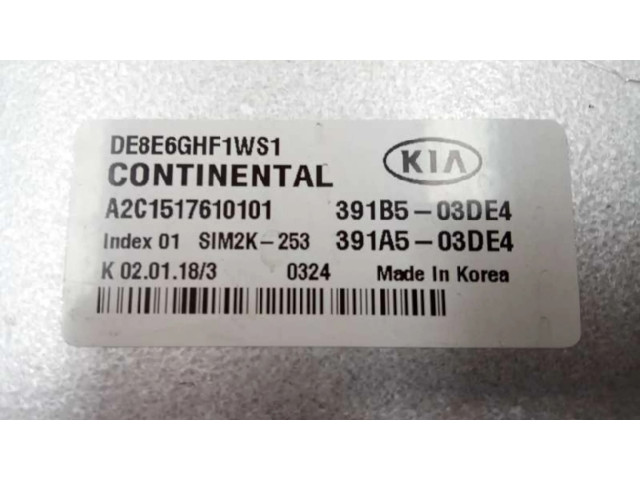 DE8E6GHF1WS1
CONTINENTAL KIA
A2C1517610101 391B5-03DE4
Index 01 SIM2K-253 391A5-03DE4
K 02.01.18/3 0324 Made In Korea